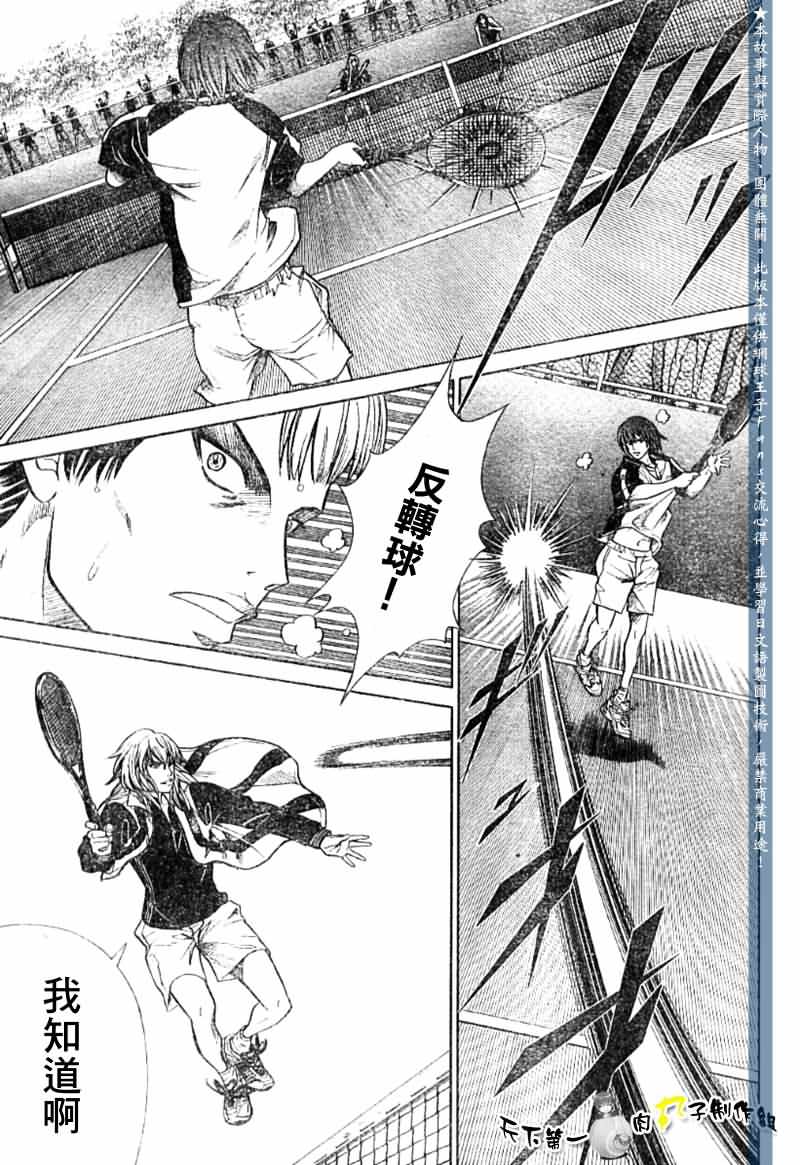 ★本故事與實際人物、團體無關。此版本僅供網球王子Fans交流心得，並學習日文語製圖技術，嚴禁商業用途！
反轉球！
我知道啊
天下第一肉丸子制作組